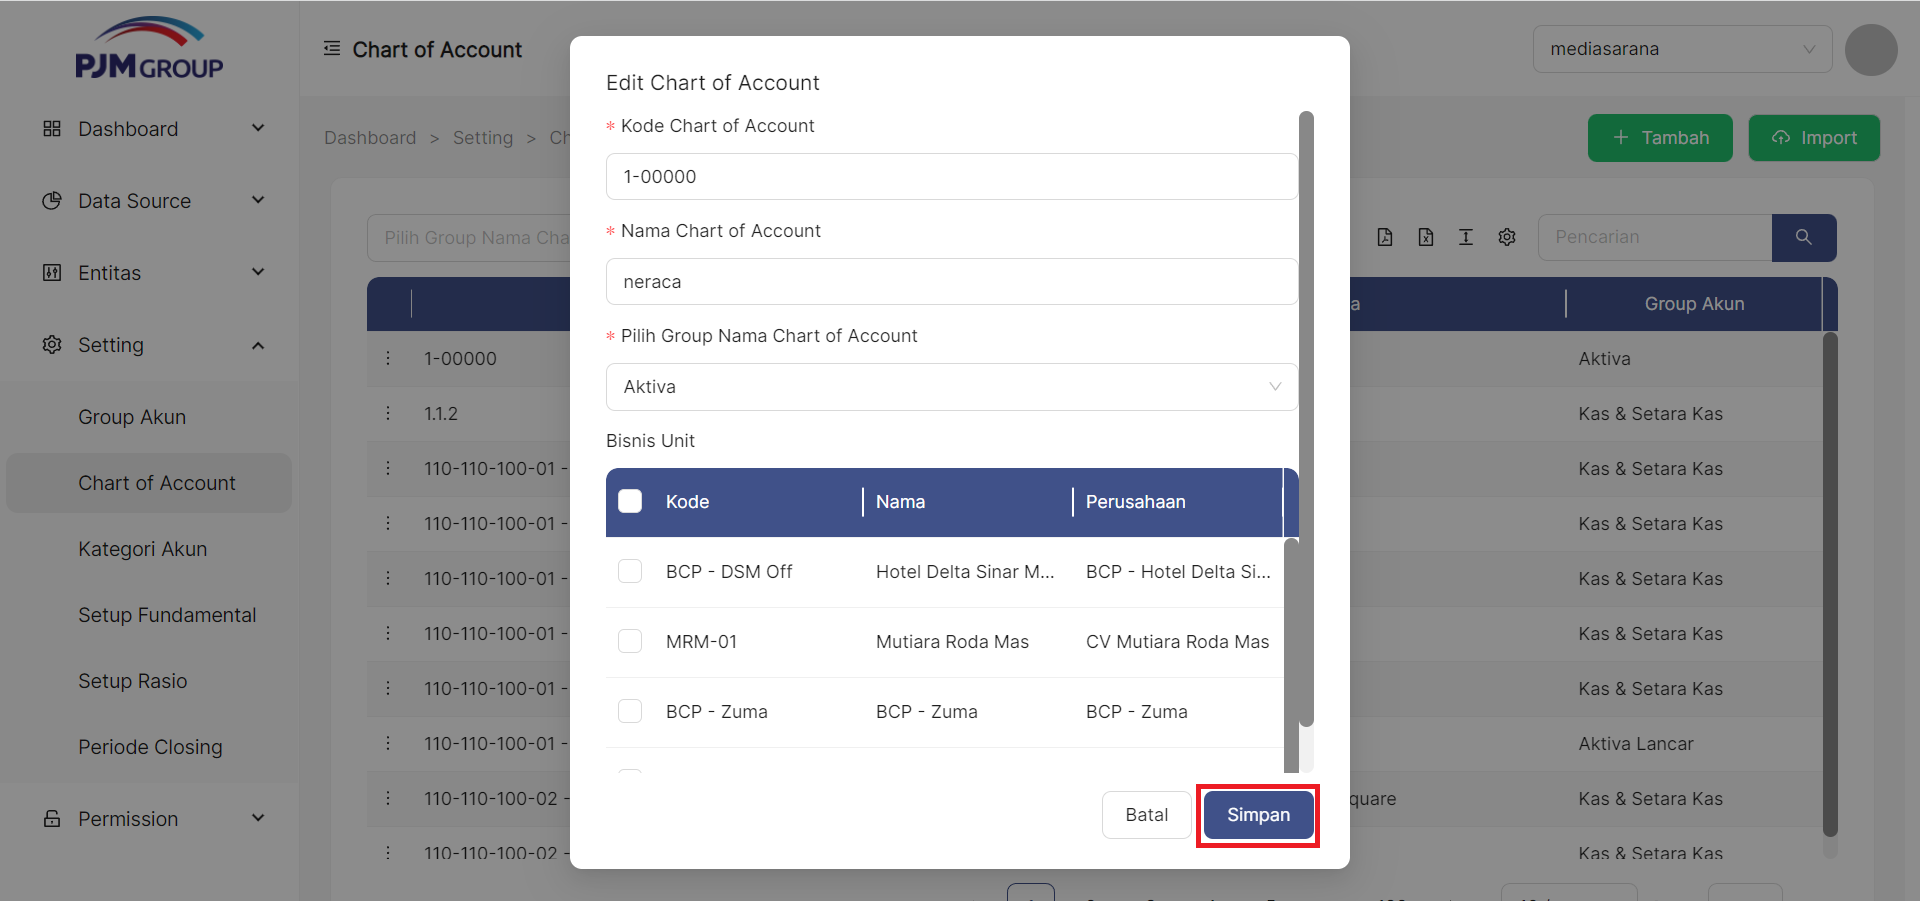 PJM GROUP
Chart of Account
mediasarana
Dashboard
Data Source
Entitas
Setting
Group Akun
Chart of Account
Kategori Akun
Setup Fundamental
Setup Rasio
Periode Closing
Permission
Dashboard > Setting > Ch
+ Tambah
Import
Pilih Group Nama Cha
Pencarian
a
Group Akun
1-00000
Aktiva
1.1.2
Kas & Setara Kas
110-110-100-01 -
Kas & Setara Kas
110-110-100-01 -
Kas & Setara Kas
110-110-100-01 -
Kas & Setara Kas
110-110-100-01 -
Kas & Setara Kas
110-110-100-01 -
Kas & Setara Kas
110-110-100-01 -
Aktiva Lancar
110-110-100-02 -
quare
Kas & Setara Kas
110-110-100-02 -
Kas & Setara Kas
Edit Chart of Account
* Kode Chart of Account
1-00000
* Nama Chart of Account
neraca
* Pilih Group Nama Chart of Account
Aktiva
Bisnis Unit
Kode Nama Perusahaan
BCP - DSM Off Hotel Delta Sinar M... BCP - Hotel Delta Si...
MRM-01 Mutiara Roda Mas CV Mutiara Roda Mas
BCP - Zuma BCP - Zuma BCP - Zuma
Batal
Simpan